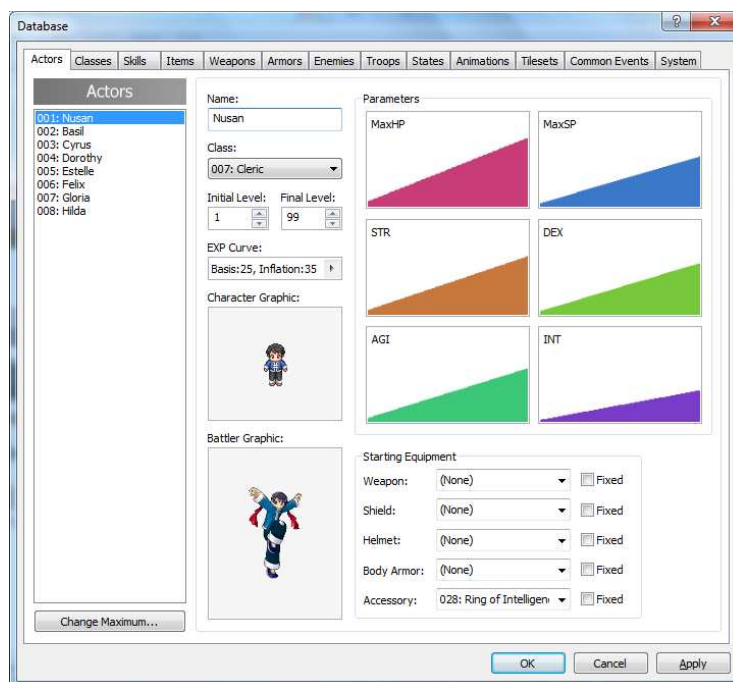 Database
Actors Classes Skills Items Weapons Armors Enemies Troops States Animations Tilesets Common Events System
Actors
001: Nusan
002: Basil
003: Cyrus
004: Dorothy
005: Estelle
006: Felix
007: Gloria
008: Hilda
Change Maximum...
Name:
Nusan
Class:
007: Cleric
Initial Level: Final Level:
1 99
EXP Curve:
Basis:25, Inflation:35
Character Graphic:
Battler Graphic:
Parameters
MaxHP MaxSP
STR DEX
AGI INT
Starting Equipment
Weapon: (None) Fixed
Shield: (None) Fixed
Helmet: (None) Fixed
Body Armor: (None) Fixed
Accessory: 028: Ring of Intelligen Fixed
OK Cancel Apply